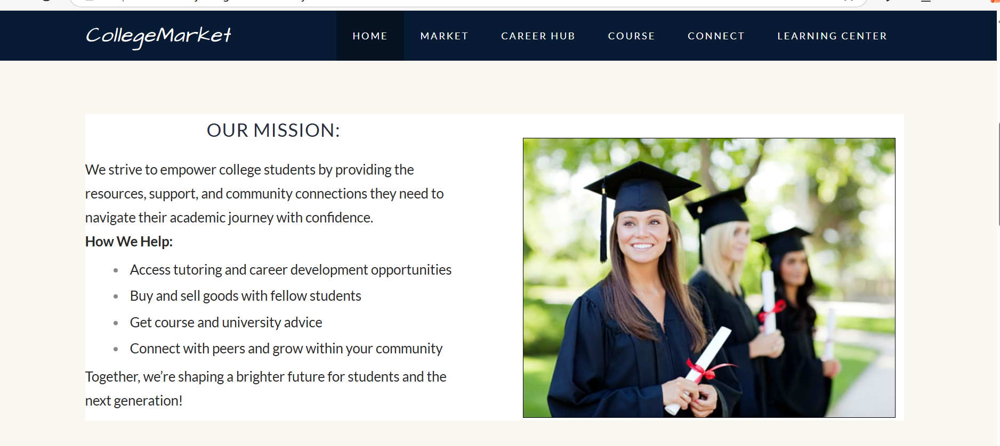 CollegeMarket
HOME MARKET CAREER HUB COURSE CONNECT LEARNING CENTER
OUR MISSION:
We strive to empower college students by providing the
resources, support, and community connections they need to
navigate their academic journey with confidence.
How We Help:
Access tutoring and career development opportunities
Buy and sell goods with fellow students
Get course and university advice
Connect with peers and grow within your community
Together, we’re shaping a brighter future for students and the
next generation!